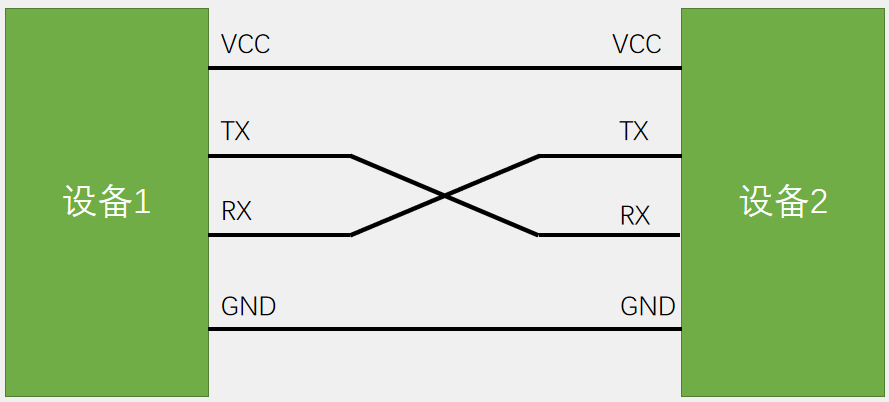 VCC VCC
TX TX
设备1 设备2
RX RX
GND GND